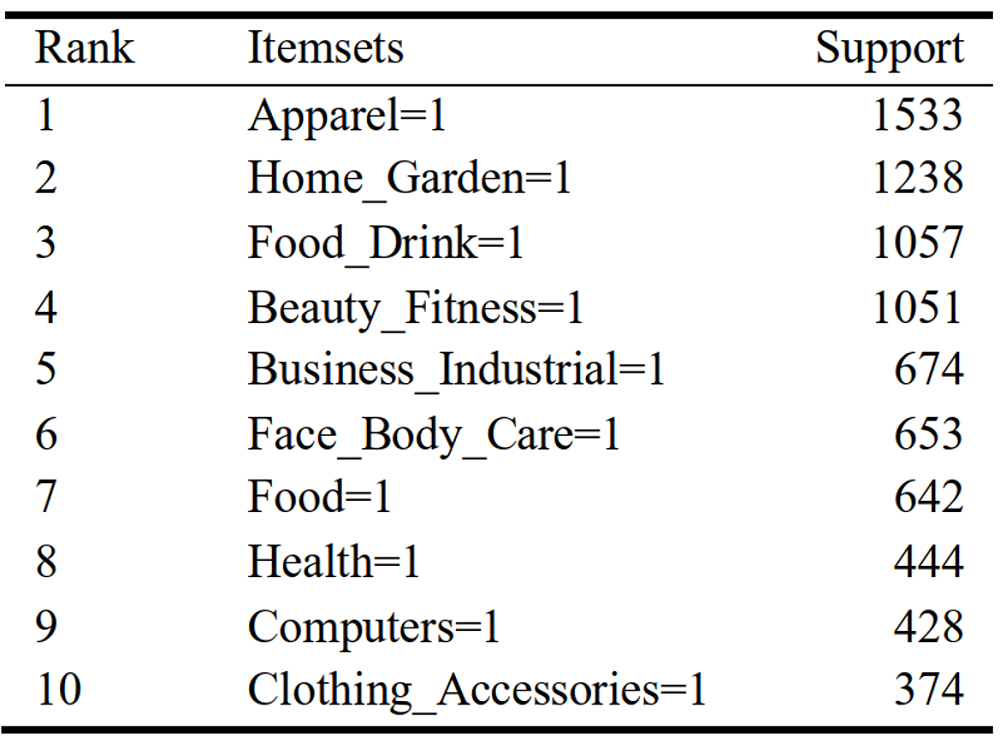 Rank Itemsets Support
1 Apparel=1 1533
2 Home_Garden=1 1238
3 Food_Drink=1 1057
4 Beauty_Fitness=1 1051
5 Business_Industrial=1 674
6 Face_Body_Care=1 653
7 Food=1 642
8 Health=1 444
9 Computers=1 428
10 Clothing_Accessories=1 374